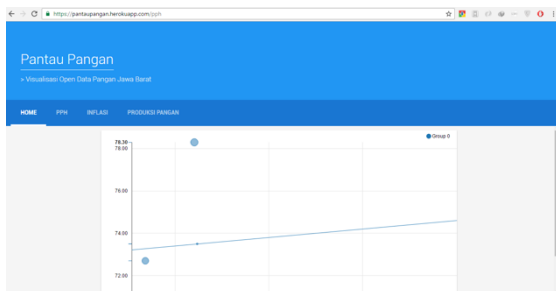 https://pantaupangan.herokuapp.com/pph
Pantau Pangan
> Visualisasi Open Data Pangan Jawa Barat
HOME PPH INFLASI PRODUKSI PANGAN
Group 0
78.30
78.00
76.00
74.00
72.00